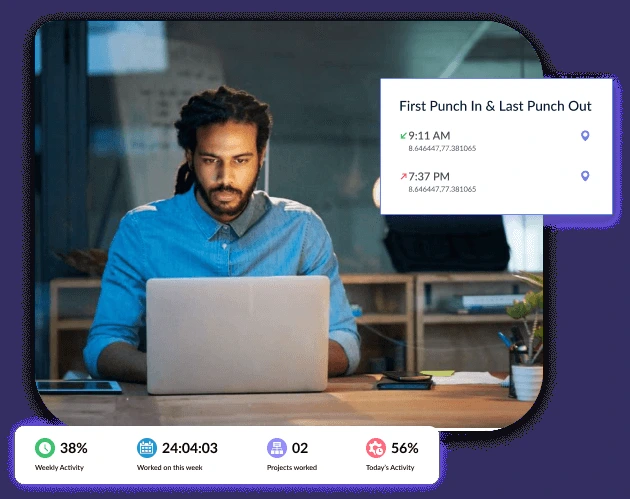 First Punch In & Last Punch Out
9:11 AM
8.646447,77.381065
7:37 PM
8.646447,77.381065
38%
Weekly Activity
24:04:03
Worked on this week
02
Projects worked
56%
Today's Activity